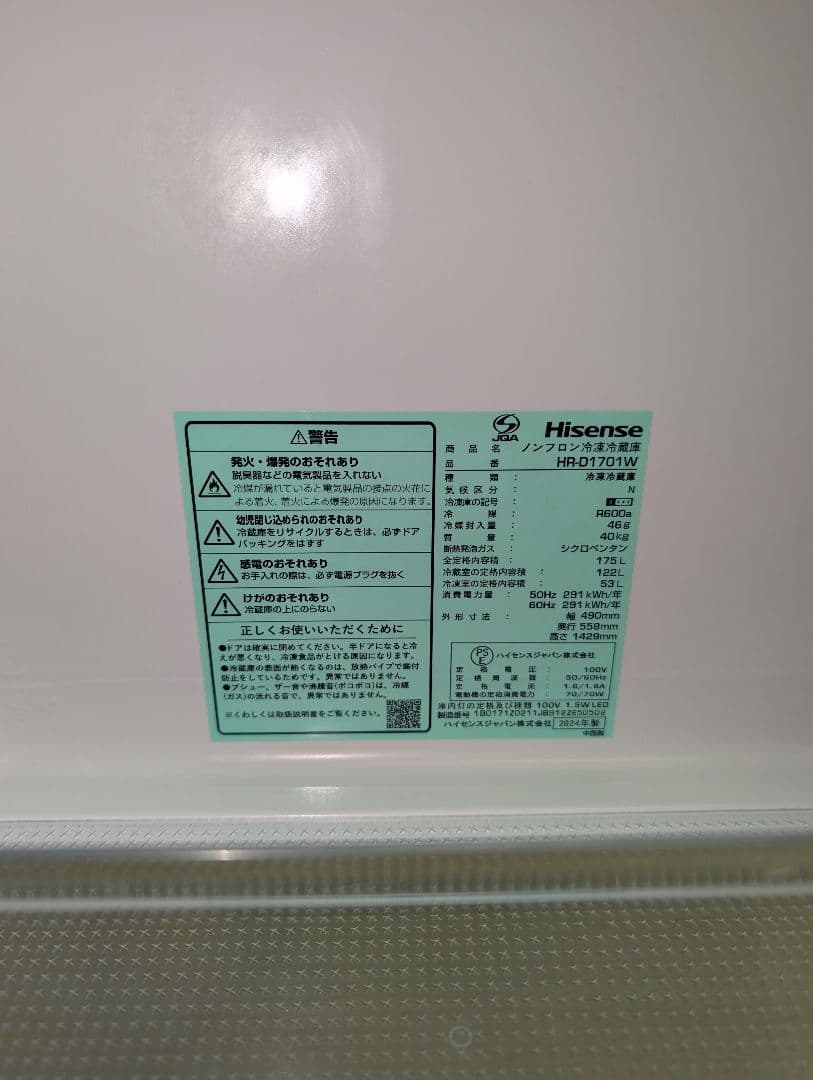 警告
発火・爆発のおそれあり
脱臭器などの電気製品を入れない
冷媒が漏れていると電気製品の接点の火花に
よる着火、着火による爆発の原因になります。
幼児閉じ込められのおそれあり
冷蔵庫をリサイクルするときは、必ずドア
パッキングをはずす
感電のおそれあり
お手入れの際は、必ず電源プラグを抜く
けがのおそれあり
冷蔵庫の上にのらない
正しくお使いいただくために
●ドアは確実に閉めてください。半ドアになると冷
えが悪くなり、冷凍食品がとける原因になります。
●冷蔵庫の表面が熱くなるのは、放熱パイプで露付
防止をしているためです。異常ではありません。
●プシュー、ザー音や沸騰音(ポコポコ)は、冷媒
(ガス)の流れる音で、異常ではありません。
※くわしくは取扱説明書をご覧ください。
JQA
Hisense
商品名 ノンフロン冷凍冷蔵庫
品番 HR-D1701W
種類: 冷凍冷蔵庫
気候区分: N
冷凍庫の記号:
冷媒: R600a
冷媒封入量: 46g
質量: 40kg
断熱発泡ガス: シクロペンタン
全定格内容積: 175L
冷蔵室の定格内容積: 122L
冷凍室の定格内容積: 53L
消費電力量: 50Hz 291kWh/年
60Hz 291kWh/年
外形寸法: 幅 490mm
奥行 558mm
高さ 1429mm
PS
E
ハイセンスジャパン株式会社
定格電圧: 100V
定格周波数: 50/60Hz
定格電流: 1.6/1.6A
電動機の定格消費電力: 70/70W
庫内灯の定格及び種類 100V 1.5W LED
製造番号 1B0171Z0211JB912ZE50502
ハイセンスジャパン株式会社 2024年製
中国製